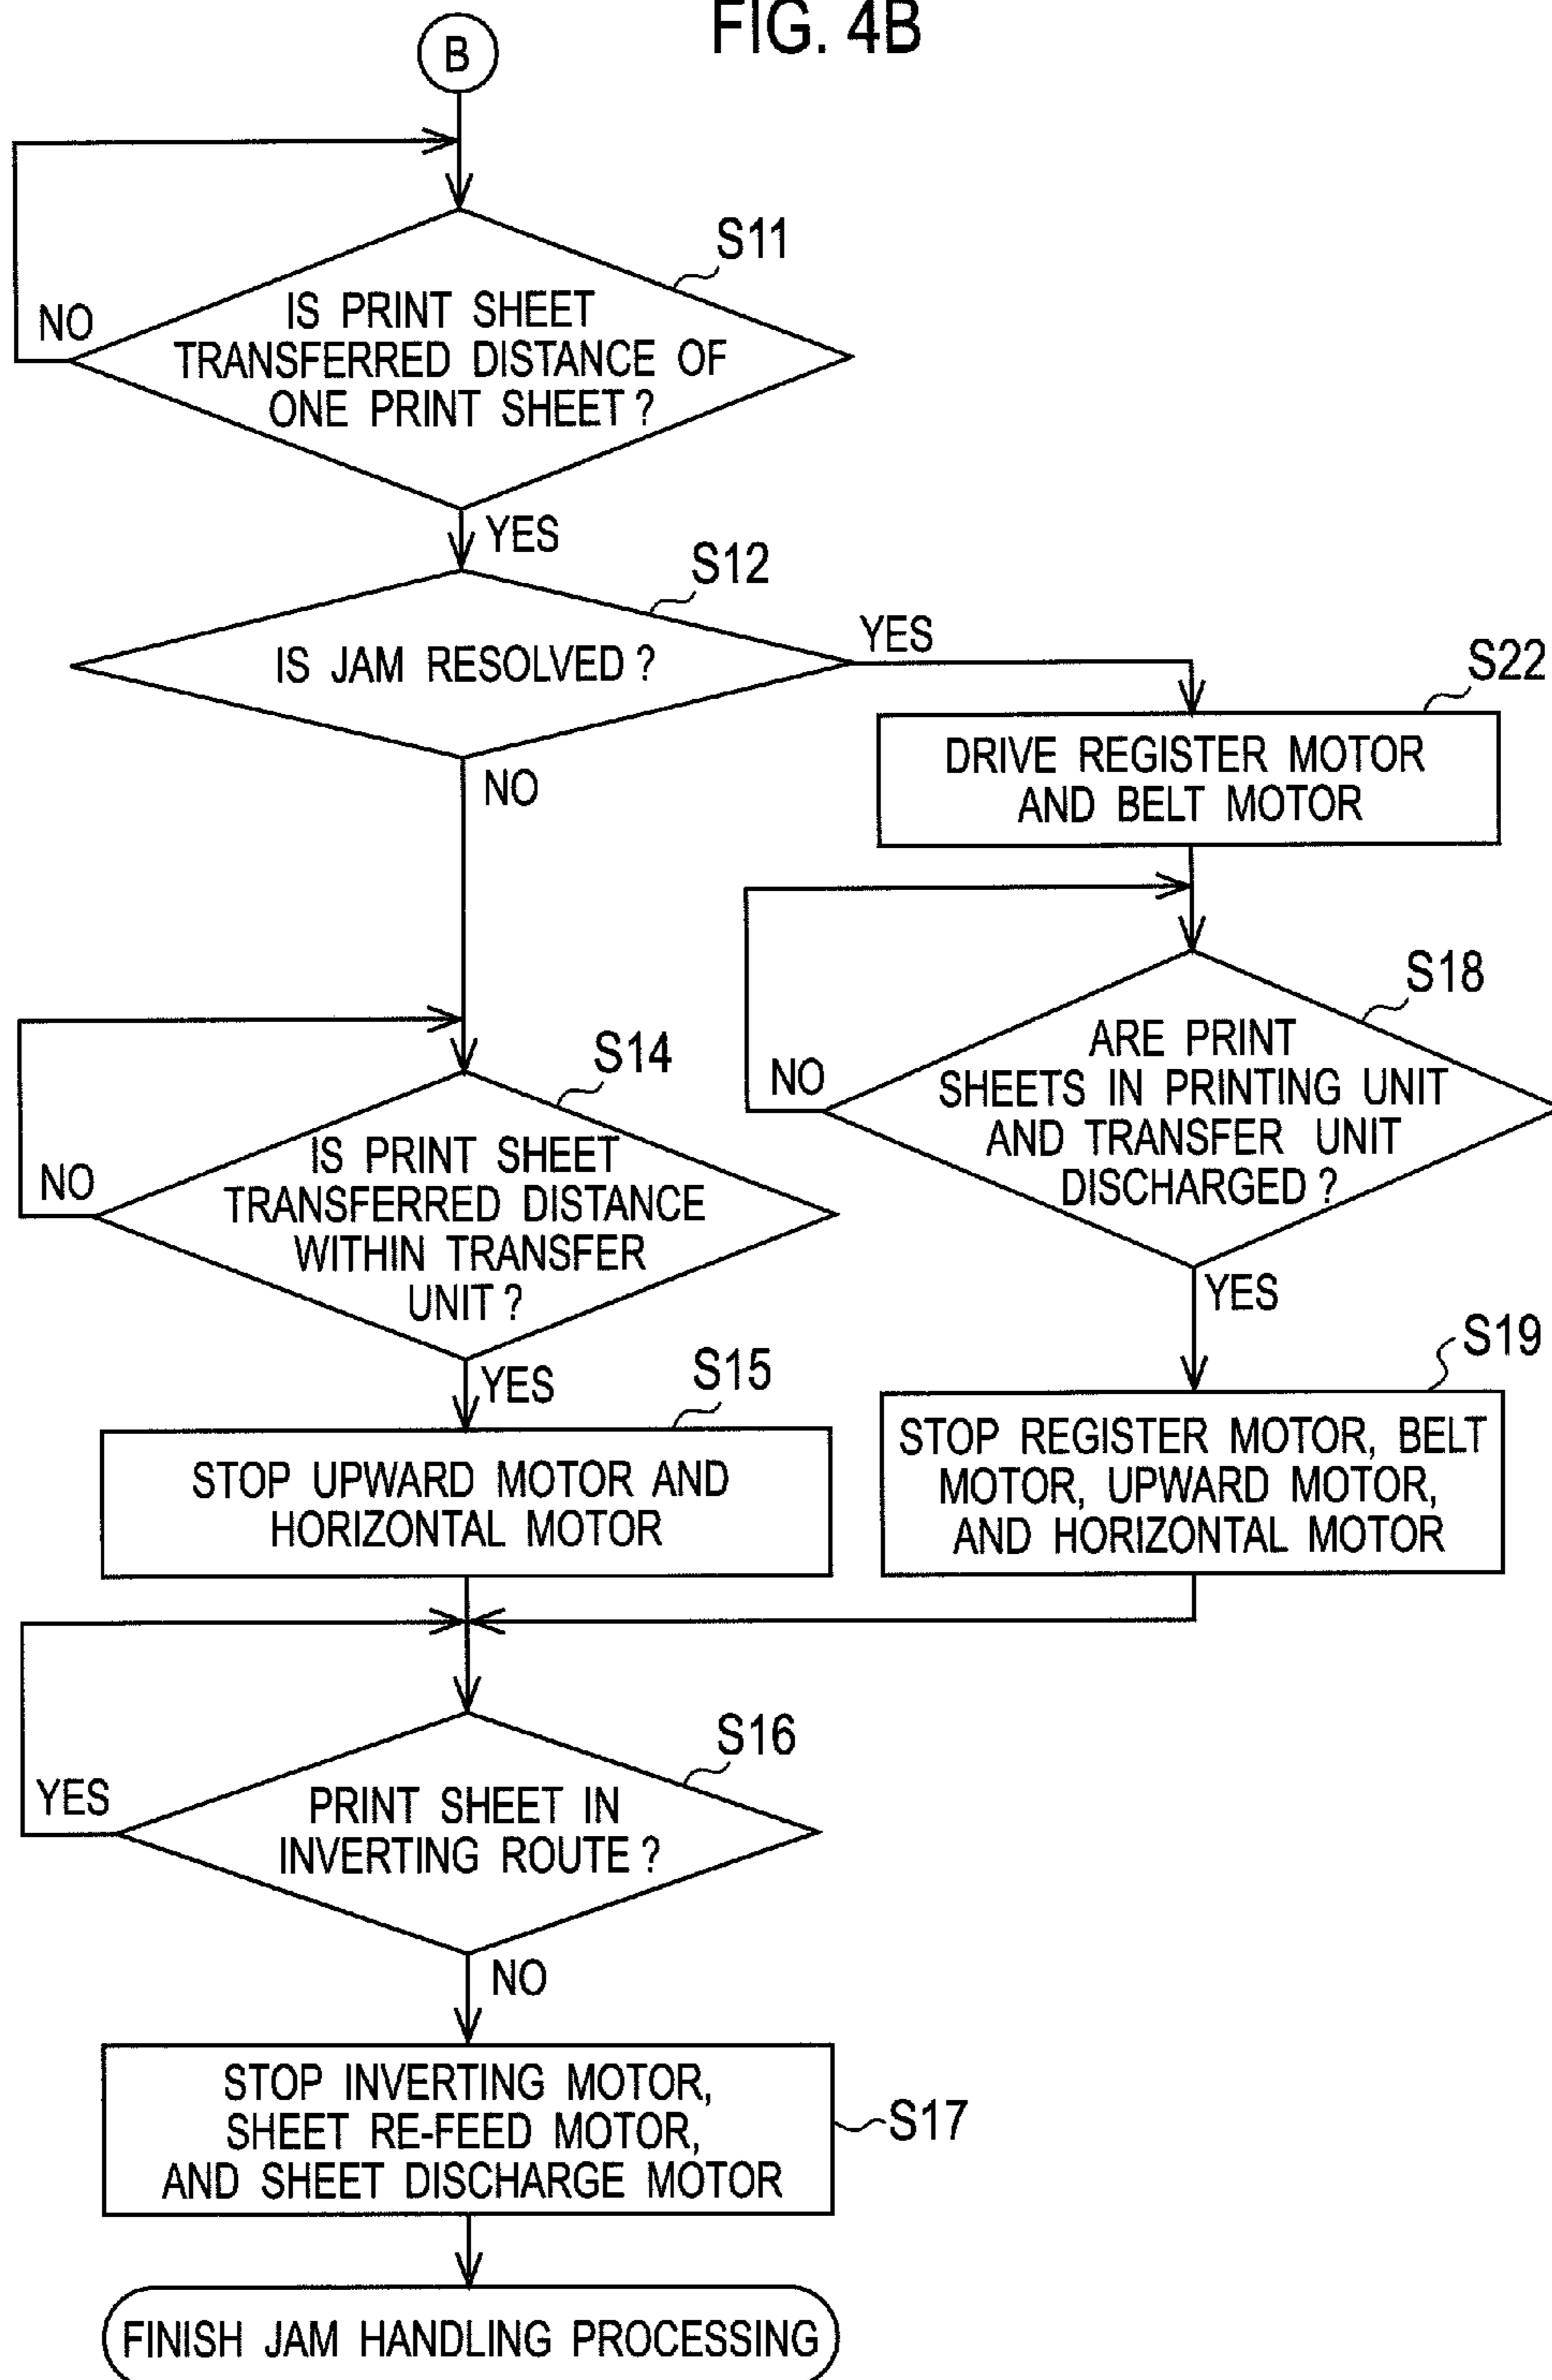 FIG. 4B
B
S11
IS PRINT SHEET
TRANSFERRED DISTANCE OF
ONE PRINT SHEET?
NO
YES
S12
IS JAM RESOLVED?
YES
NO
S22
DRIVE REGISTER MOTOR
AND BELT MOTOR
S18
ARE PRINT
SHEETS IN PRINTING UNIT
AND TRANSFER UNIT
DISCHARGED?
NO
YES
S14
IS PRINT SHEET
TRANSFERRED DISTANCE
WITHIN TRANSFER
UNIT?
NO
YES
S15
STOP UPWARD MOTOR AND
HORIZONTAL MOTOR
S19
STOP REGISTER MOTOR, BELT
MOTOR, UPWARD MOTOR,
AND HORIZONTAL MOTOR
S16
PRINT SHEET IN
INVERTING ROUTE?
YES
NO
STOP INVERTING MOTOR,
SHEET RE-FEED MOTOR,
AND SHEET DISCHARGE MOTOR
S17
FINISH JAM HANDLING PROCESSING